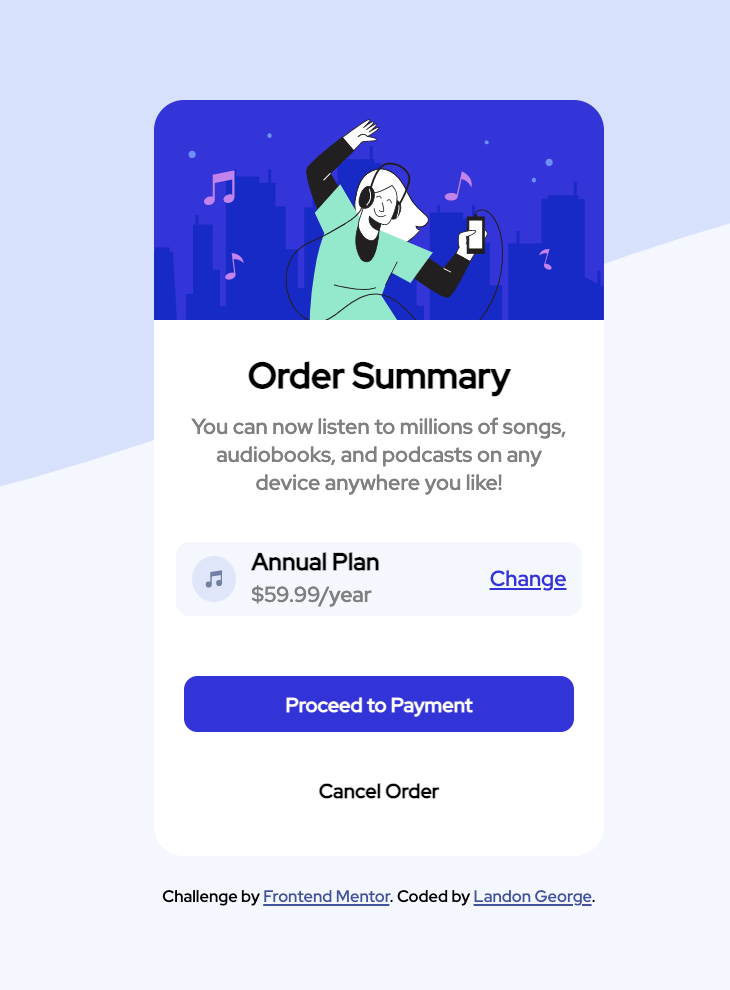 Order Summary
You can now listen to millions of songs,
audiobooks, and podcasts on any
device anywhere you like!
Annual Plan
$59.99/year
Change
Proceed to Payment
Cancel Order
Challenge by Frontend Mentor. Coded by Landon George.